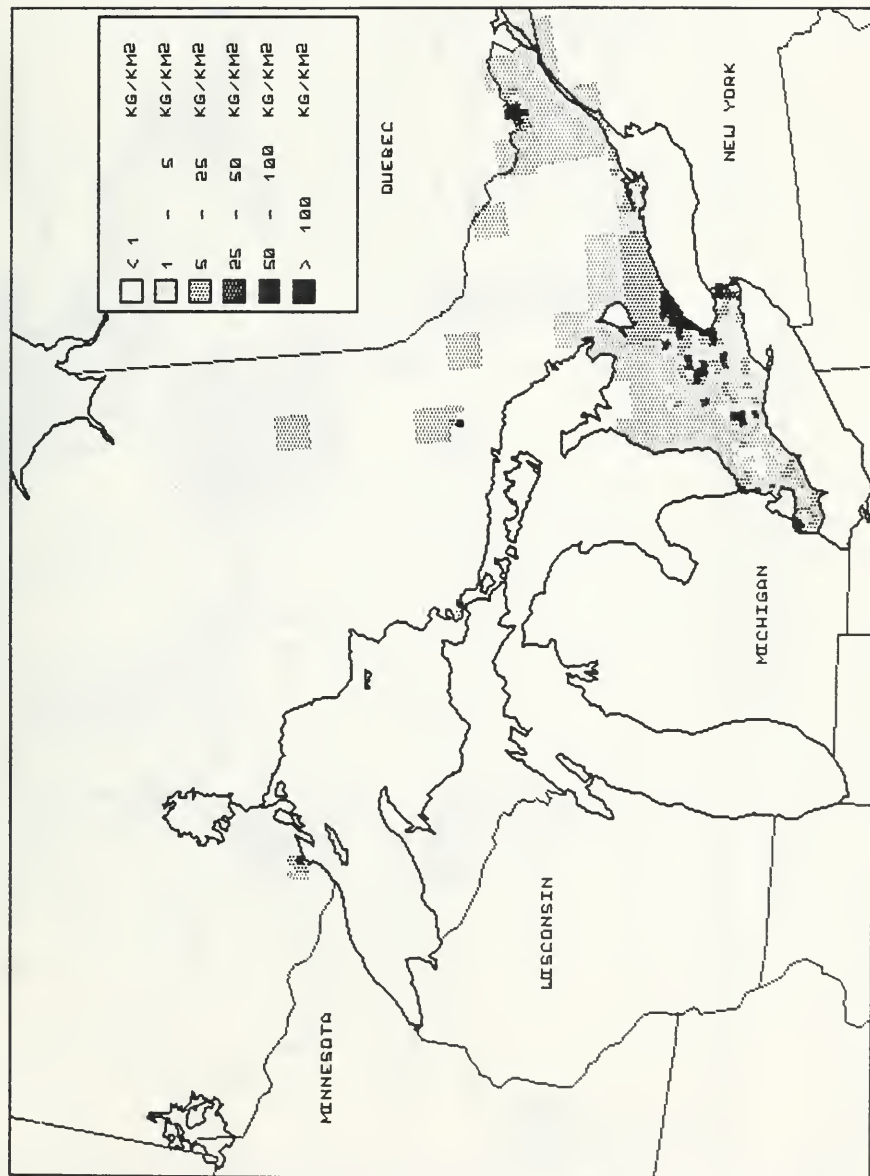 < 1 KG/KM2
1 - 5 KG/KM2
5 - 25 KG/KM2
25 - 50 KG/KM2
50 - 100 KG/KM2
> 100 KG/KM2
QUEBEC
MINNESOTA
WISCONSIN
MICHIGAN
NEW YORK